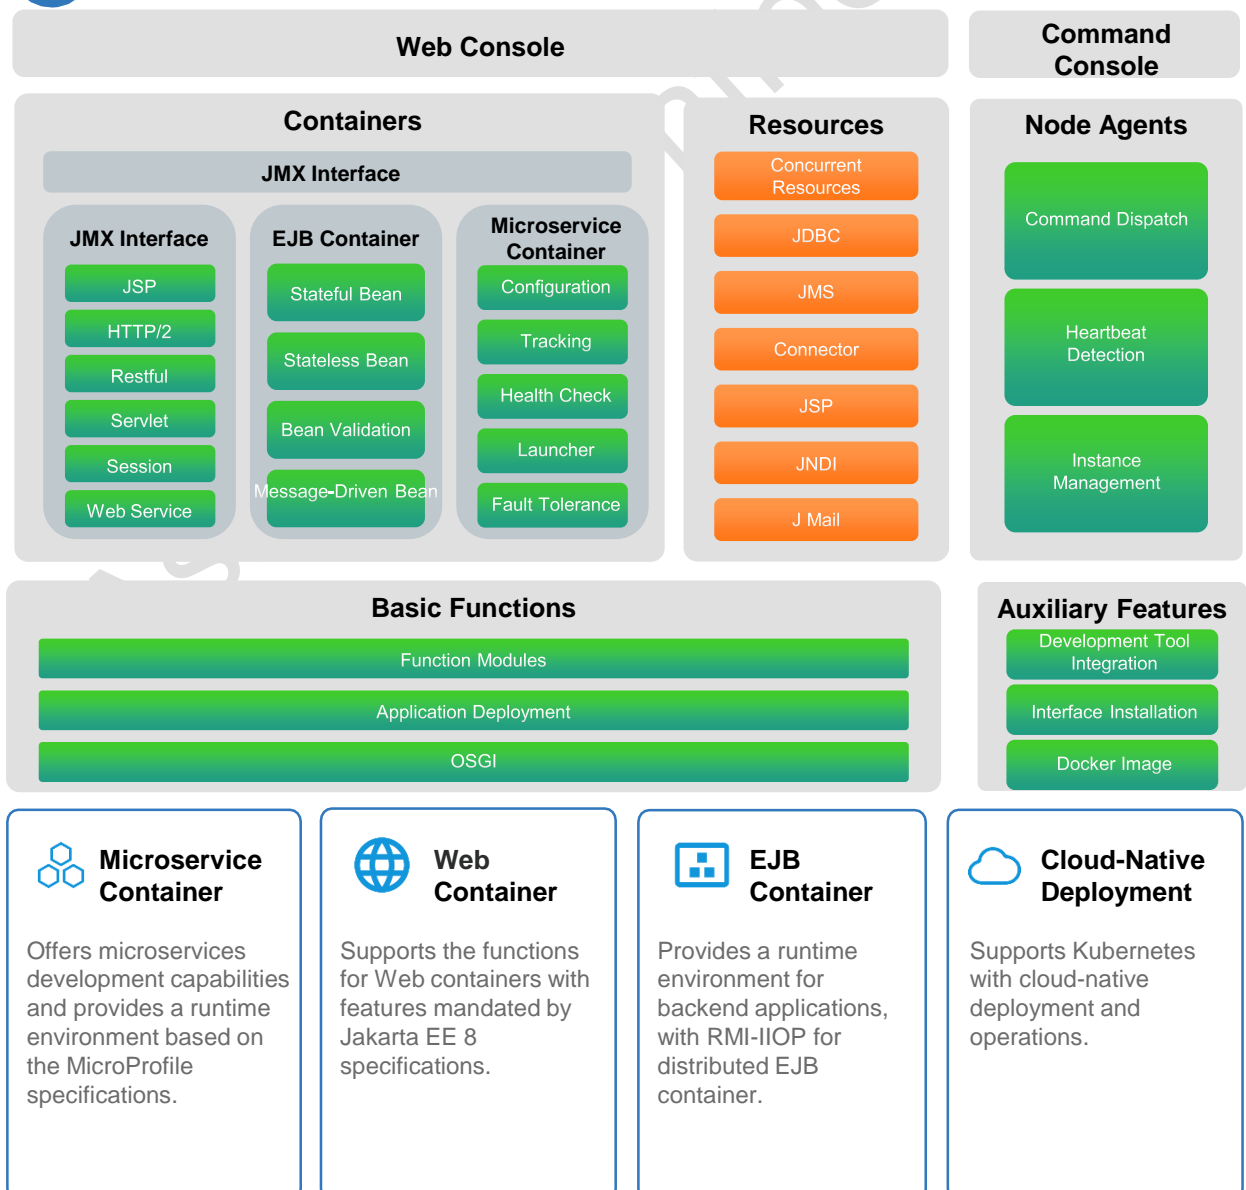 Web Console
Command
Console
Containers
JMX Interface
JMX Interface
JSP
HTTP/2
Restful
Servlet
Session
Web Service
EJB Container
Stateful Bean
Stateless Bean
Bean Validation
Message-Driven Bean
Microservice
Container
Configuration
Tracking
Health Check
Launcher
Fault Tolerance
Resources
Concurrent
Resources
JDBC
JMS
Connector
JSP
JNDI
J Mail
Node Agents
Command Dispatch
Heartbeat
Detection
Instance
Management
Basic Functions
Function Modules
Application Deployment
OSGI
Auxiliary Features
Development Tool
Integration
Interface Installation
Docker Image
Microservice
Container
Offers microservices
development capabilities
and provides a runtime
environment based on
the MicroProfile
specifications.
Web
Container
Supports the functions
for Web containers with
features mandated by
Jakarta EE 8
specifications.
EJB
Container
Provides a runtime
environment for
backend applications,
with RMI-IIOP for
distributed EJB
container.
Cloud-Native
Deployment
Supports Kubernetes
with cloud-native
deployment and
operations.